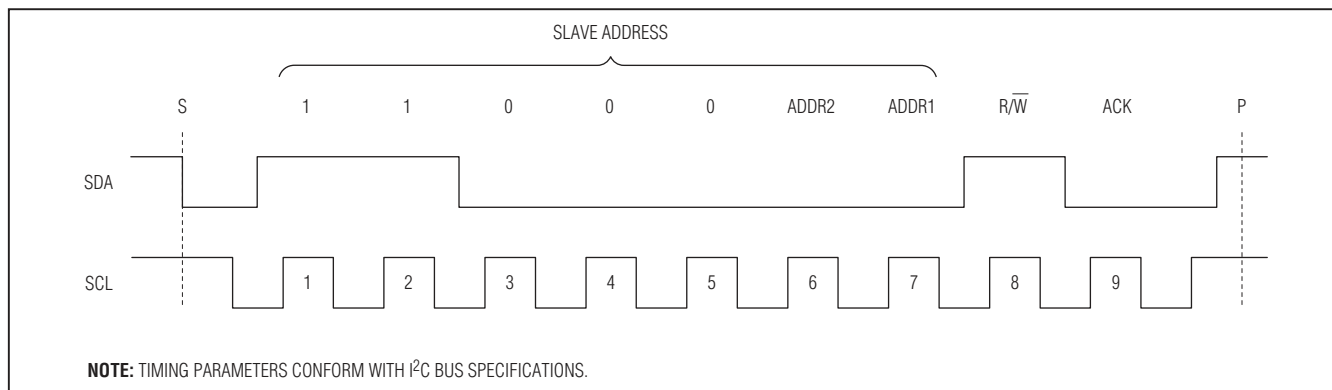 SLAVE ADDRESS
S 1 1 0 0 0 ADDR2 ADDR1 R/W̅ ACK P
SDA
SCL 1 2 3 4 5 6 7 8 9
NOTE: TIMING PARAMETERS CONFORM WITH I²C BUS SPECIFICATIONS.